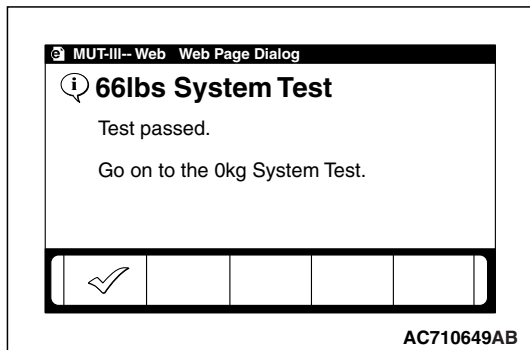 MUT-III-- Web Web Page Dialog
66lbs System Test
Test passed.
Go on to the 0kg System Test.
AC710649AB